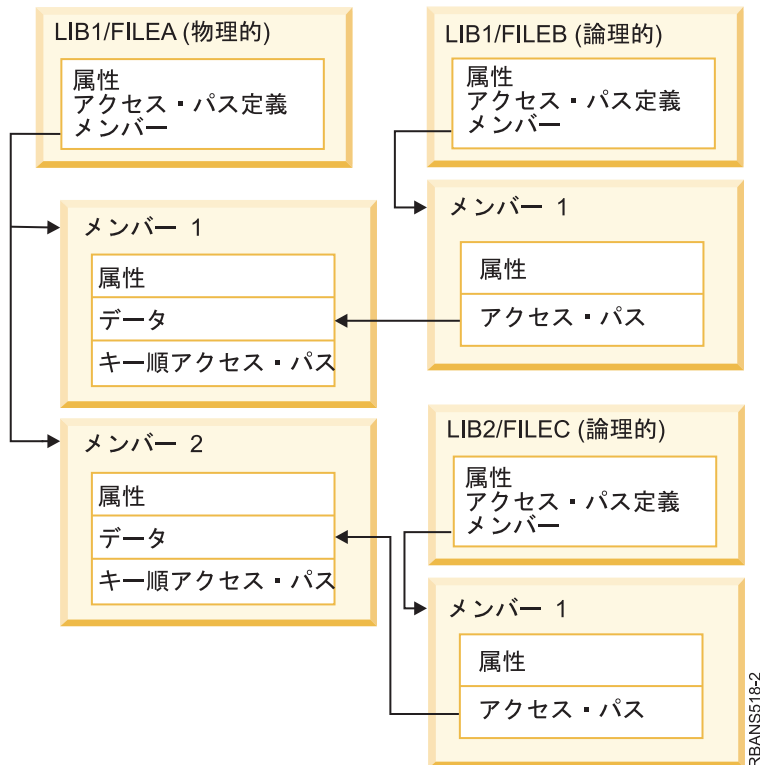 LIB1/FILEA (物理的)
属性
アクセス・パス定義
メンバー
メンバー 1
属性
データ
キー順アクセス・パス
メンバー 2
属性
データ
キー順アクセス・パス
LIB1/FILEB (論理的)
属性
アクセス・パス定義
メンバー
メンバー 1
属性
アクセス・パス
LIB2/FILEC (論理的)
属性
アクセス・パス定義
メンバー
メンバー 1
属性
アクセス・パス
RBANS518-2